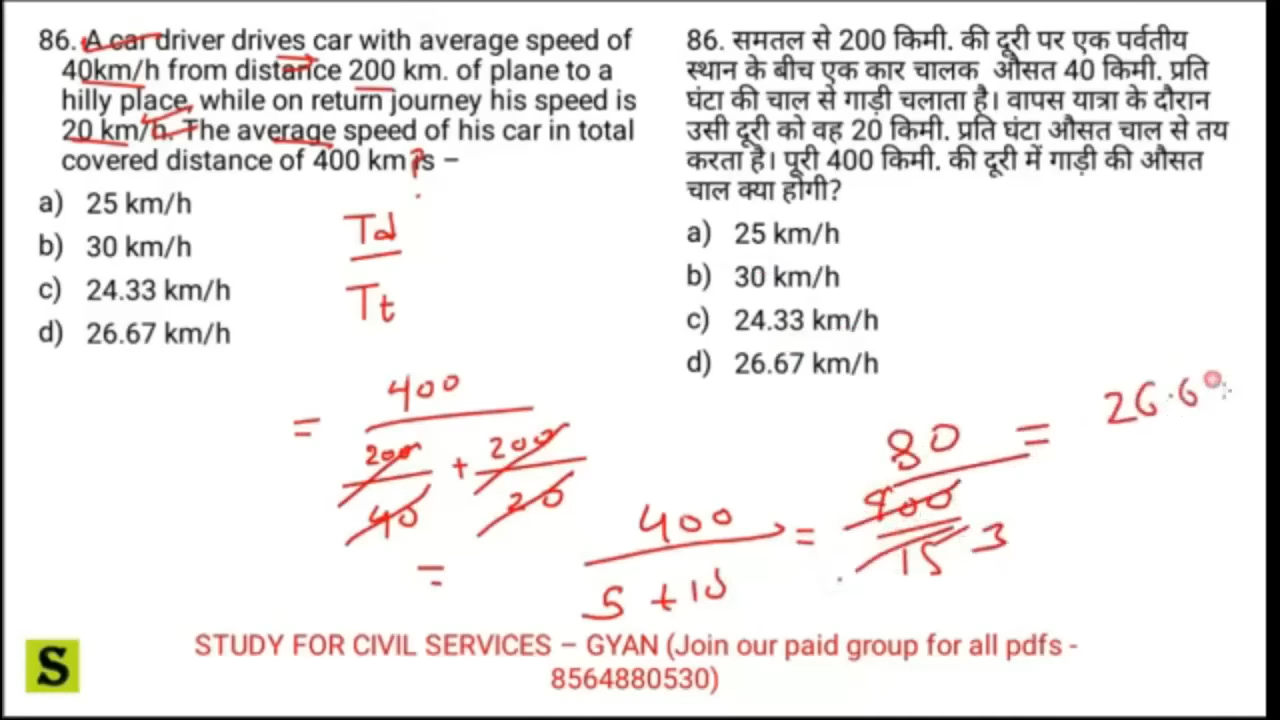 86. A car driver drives car with average speed of
40km/h from distance 200 km. of plane to a
hilly place, while on return journey his speed is
20 km/h. The average speed of his car in total
covered distance of 400 km is –
a) 25 km/h
b) 30 km/h
c) 24.33 km/h
d) 26.67 km/h
86. समतल से 200 किमी. की दूरी पर एक पर्वतीय
स्थान के बीच एक कार चालक औसत 40 किमी. प्रति
घंटा की चाल से गाड़ी चलाता है। वापस यात्रा के दौरान
उसी दूरी को वह 20 किमी. प्रति घंटा औसत चाल से तय
करता है। पूरी 400 किमी. की दूरी में गाड़ी की औसत
चाल क्या होगी?
a) 25 km/h
b) 30 km/h
c) 24.33 km/h
d) 26.67 km/h
?
Td
Tt
=
400
200 + 200
40 20
=
400
5 + 10
=
80
400
15 3
=
26.6
S
STUDY FOR CIVIL SERVICES – GYAN (Join our paid group for all pdfs -
8564880530)